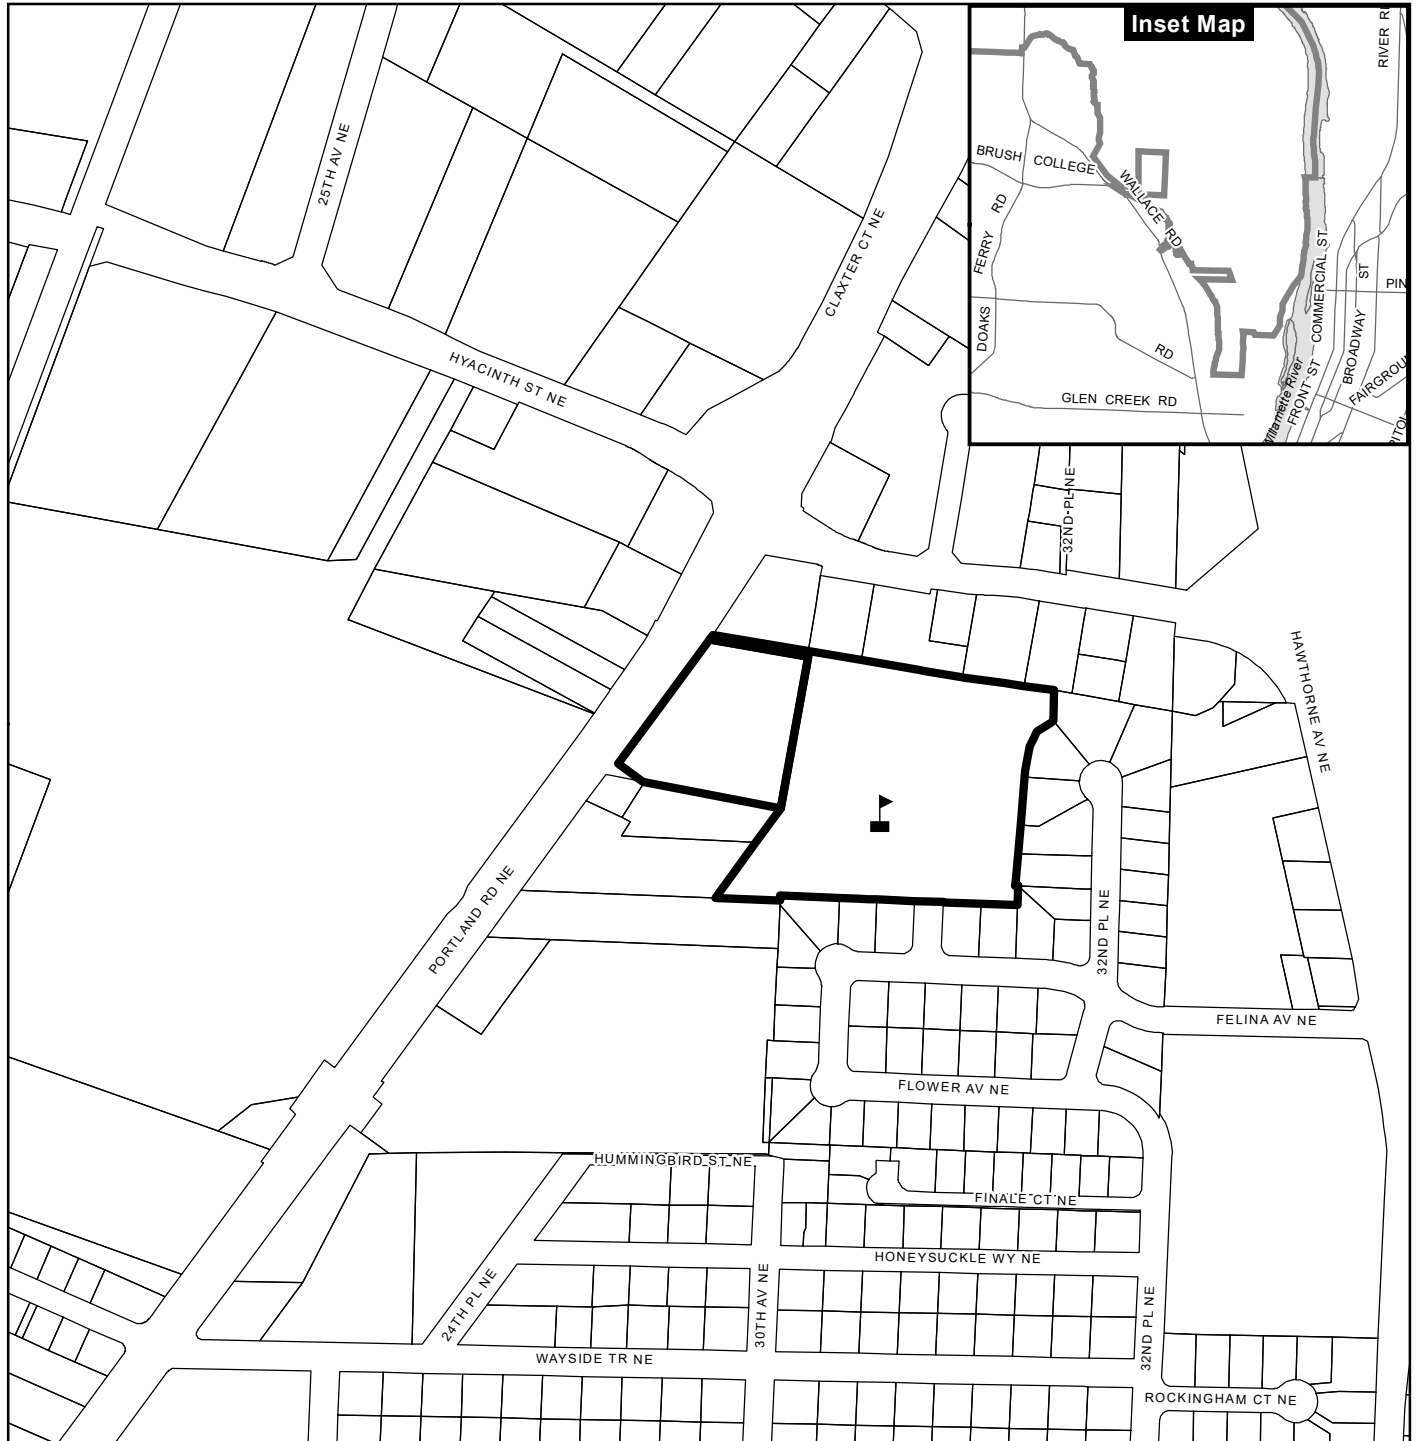 Inset Map
RIVER R
BRUSH COLLEGE
WALLACE RD
FERRY RD
DOAKS
RD
GLEN CREEK RD
Willamette River
FRONT ST
COMMERCIAL ST
BROADWAY ST
PIN
FAIRGROU
PITOL
25TH AV NE
CLAXTER CT NE
HYACINTH ST NE
32ND PL NE
HAWTHORNE AV NE
PORTLAND RD NE
32ND PL NE
FELINA AV NE
FLOWER AV NE
HUMMINGBIRD ST NE
FINALE CT NE
HONEYSUCKLE WY NE
24TH PL NE
30TH AV NE
32ND PL NE
WAYSIDE TR NE
ROCKINGHAM CT NE